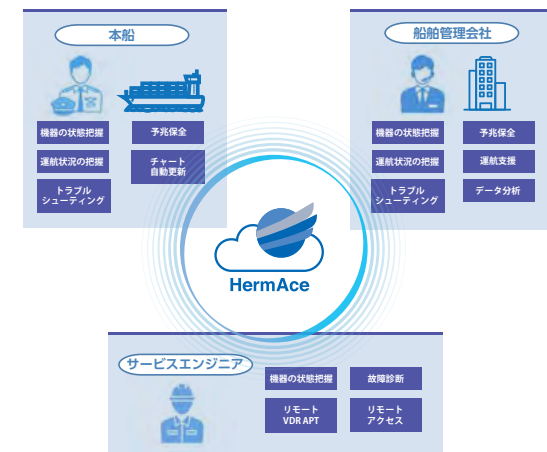 本船
機器の状態把握
予兆保全
運航状況の把握
チャート
自動更新
トラブル
シューティング
船舶管理会社
機器の状態把握
予兆保全
運航状況の把握
運航支援
トラブル
シューティング
データ分析
HermAce
サービスエンジニア
機器の状態把握
故障診断
リモート
VDR APT
リモート
アクセス